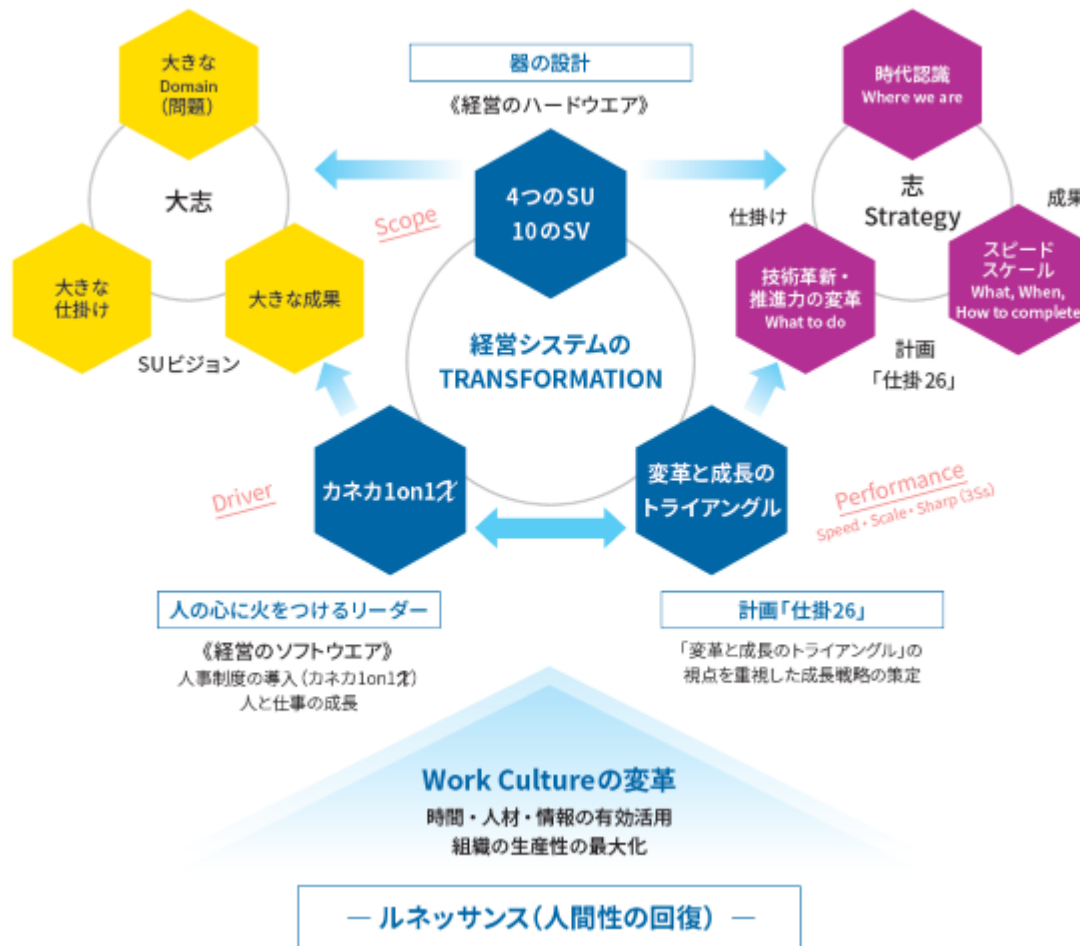 大きな
Domain
(問題)
大志
大きな
仕掛け
大きな成果
SUビジョン
器の設計
《経営のハードウエア》
4つのSU
10のSV
Scope
経営システムの
TRANSFORMATION
時代認識
Where we are
志
Strategy
仕掛け
成果
技術革新・
推進力の変革
What to do
スピード
スケール
What, When,
How to complete
計画
「仕掛26」
Driver
カネカ1on1𝒳
変革と成長の
トライアングル
Performance
Speed・Scale・Sharp(3Ss)
人の心に火をつけるリーダー
《経営のソフトウエア》
人事制度の導入(カネカ1on1𝒳)
人と仕事の成長
計画「仕掛26」
「変革と成長のトライアングル」の
視点を重視した成長戦略の策定
Work Cultureの変革
時間・人材・情報の有効活用
組織の生産性の最大化
― ルネッサンス(人間性の回復) ―